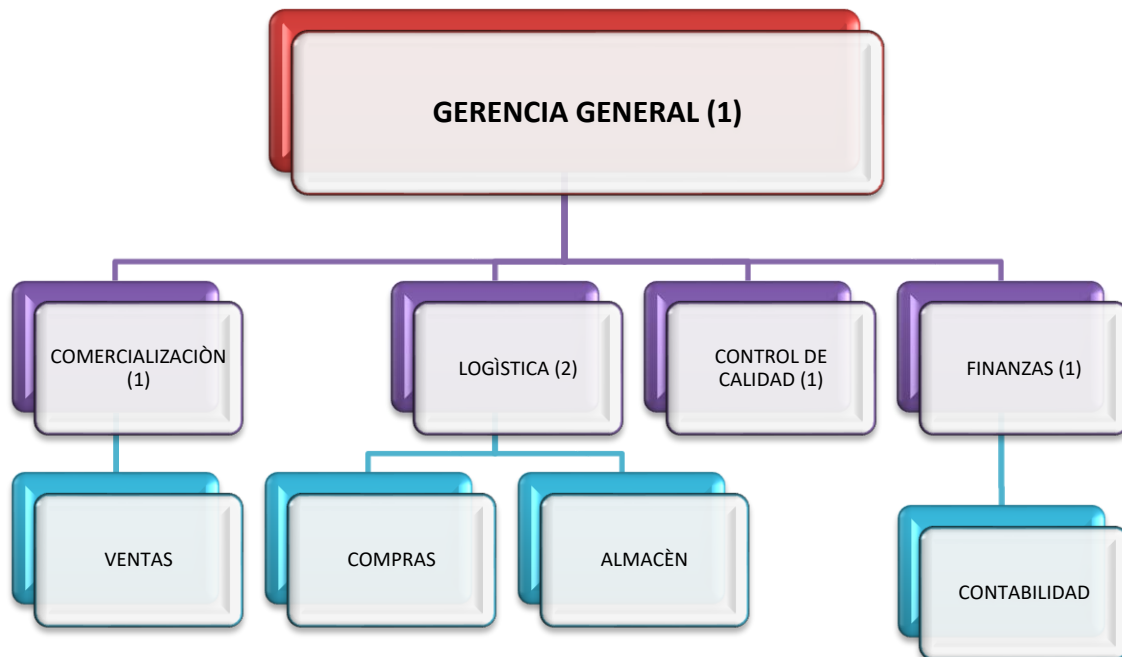 GERENCIA GENERAL (1)
COMERCIALIZACIÒN
(1)
LOGÌSTICA (2)
CONTROL DE
CALIDAD (1)
FINANZAS (1)
VENTAS
COMPRAS
ALMACÈN
CONTABILIDAD